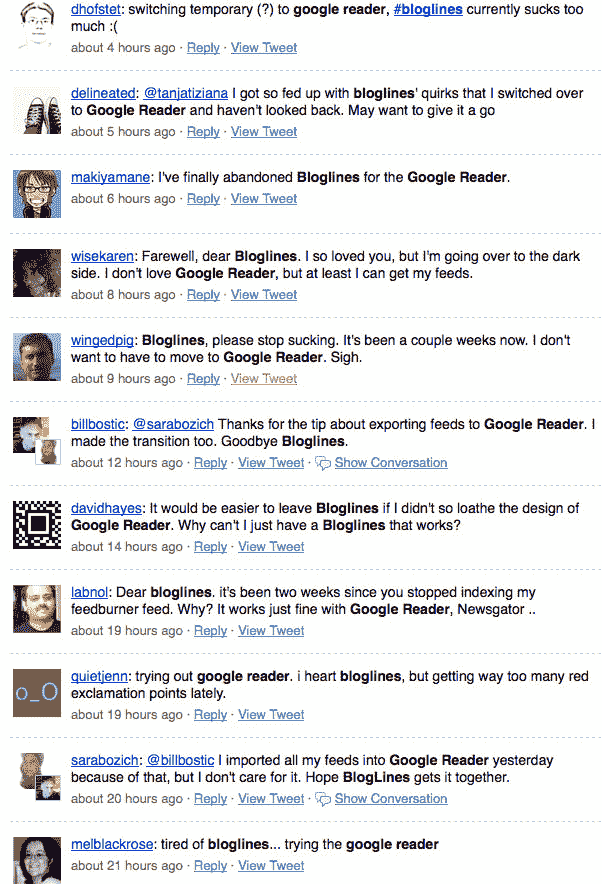 dhofstet: switching temporary (?) to google reader, #bloglines currently sucks too
much :(
about 4 hours ago · Reply · View Tweet
delineated: @tanjatiziana I got so fed up with bloglines' quirks that I switched over
to Google Reader and haven't looked back. May want to give it a go
about 5 hours ago · Reply · View Tweet
makiyamane: I've finally abandoned Bloglines for the Google Reader.
about 6 hours ago · Reply · View Tweet
wisekaren: Farewell, dear Bloglines. I so loved you, but I'm going over to the dark
side. I don't love Google Reader, but at least I can get my feeds.
about 8 hours ago · Reply · View Tweet
wingedpig: Bloglines, please stop sucking. It's been a couple weeks now. I don't
want to have to move to Google Reader. Sigh.
about 9 hours ago · Reply · View Tweet
billbostic: @sarabozich Thanks for the tip about exporting feeds to Google Reader. I
made the transition too. Goodbye Bloglines.
about 12 hours ago · Reply · View Tweet · Show Conversation
davidhayes: It would be easier to leave Bloglines if I didn't so loathe the design of
Google Reader. Why can't I just have a Bloglines that works?
about 14 hours ago · Reply · View Tweet
labnol: Dear bloglines. it's been two weeks since you stopped indexing my
feedburner feed. Why? It works just fine with Google Reader, Newsgator ..
about 19 hours ago · Reply · View Tweet
o_O
quietjenn: trying out google reader. i heart bloglines, but getting way too many red
exclamation points lately.
about 19 hours ago · Reply · View Tweet
sarabozich: @billbostic I imported all my feeds into Google Reader yesterday
because of that, but I don't care for it. Hope BlogLines gets it together.
about 20 hours ago · Reply · View Tweet · Show Conversation
melblackrose: tired of bloglines... trying the google reader
about 21 hours ago · Reply · View Tweet